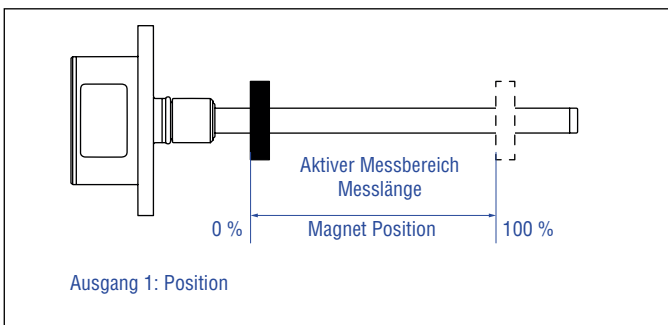 Aktiver Messbereich
Messlänge
0 % Magnet Position 100 %
Ausgang 1: Position